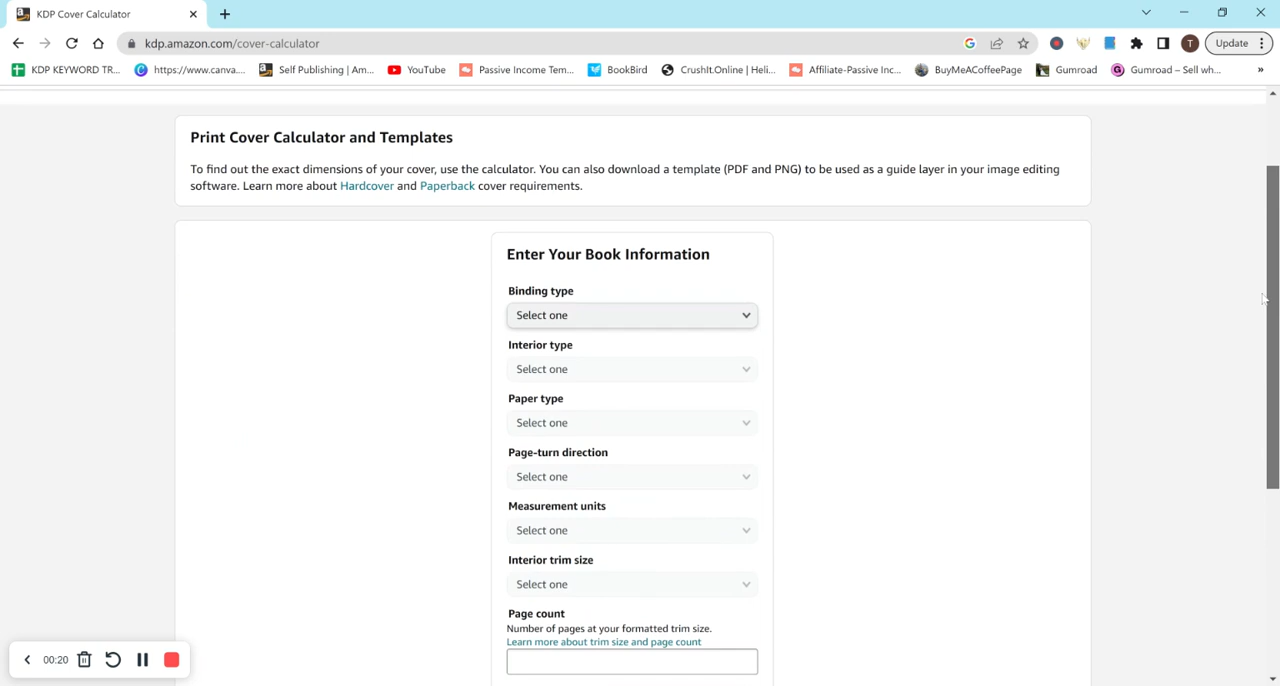 KDP Cover Calculator
kdp.amazon.com/cover-calculator
T
Update
KDP KEYWORD TR...
https://www.canva....
Self Publishing | Am...
YouTube
Passive Income Tem...
BookBird
CrushIt.Online | Heli...
Affiliate-Passive Inc...
BuyMeACoffeePage
Gumroad
Gumroad – Sell wh...
»
Print Cover Calculator and Templates
To find out the exact dimensions of your cover, use the calculator. You can also download a template (PDF and PNG) to be used as a guide layer in your image editing
software. Learn more about Hardcover and Paperback cover requirements.
Enter Your Book Information
Binding type
Select one
Interior type
Select one
Paper type
Select one
Page-turn direction
Select one
Measurement units
Select one
Interior trim size
Select one
Page count
Number of pages at your formatted trim size.
Learn more about trim size and page count
00:20